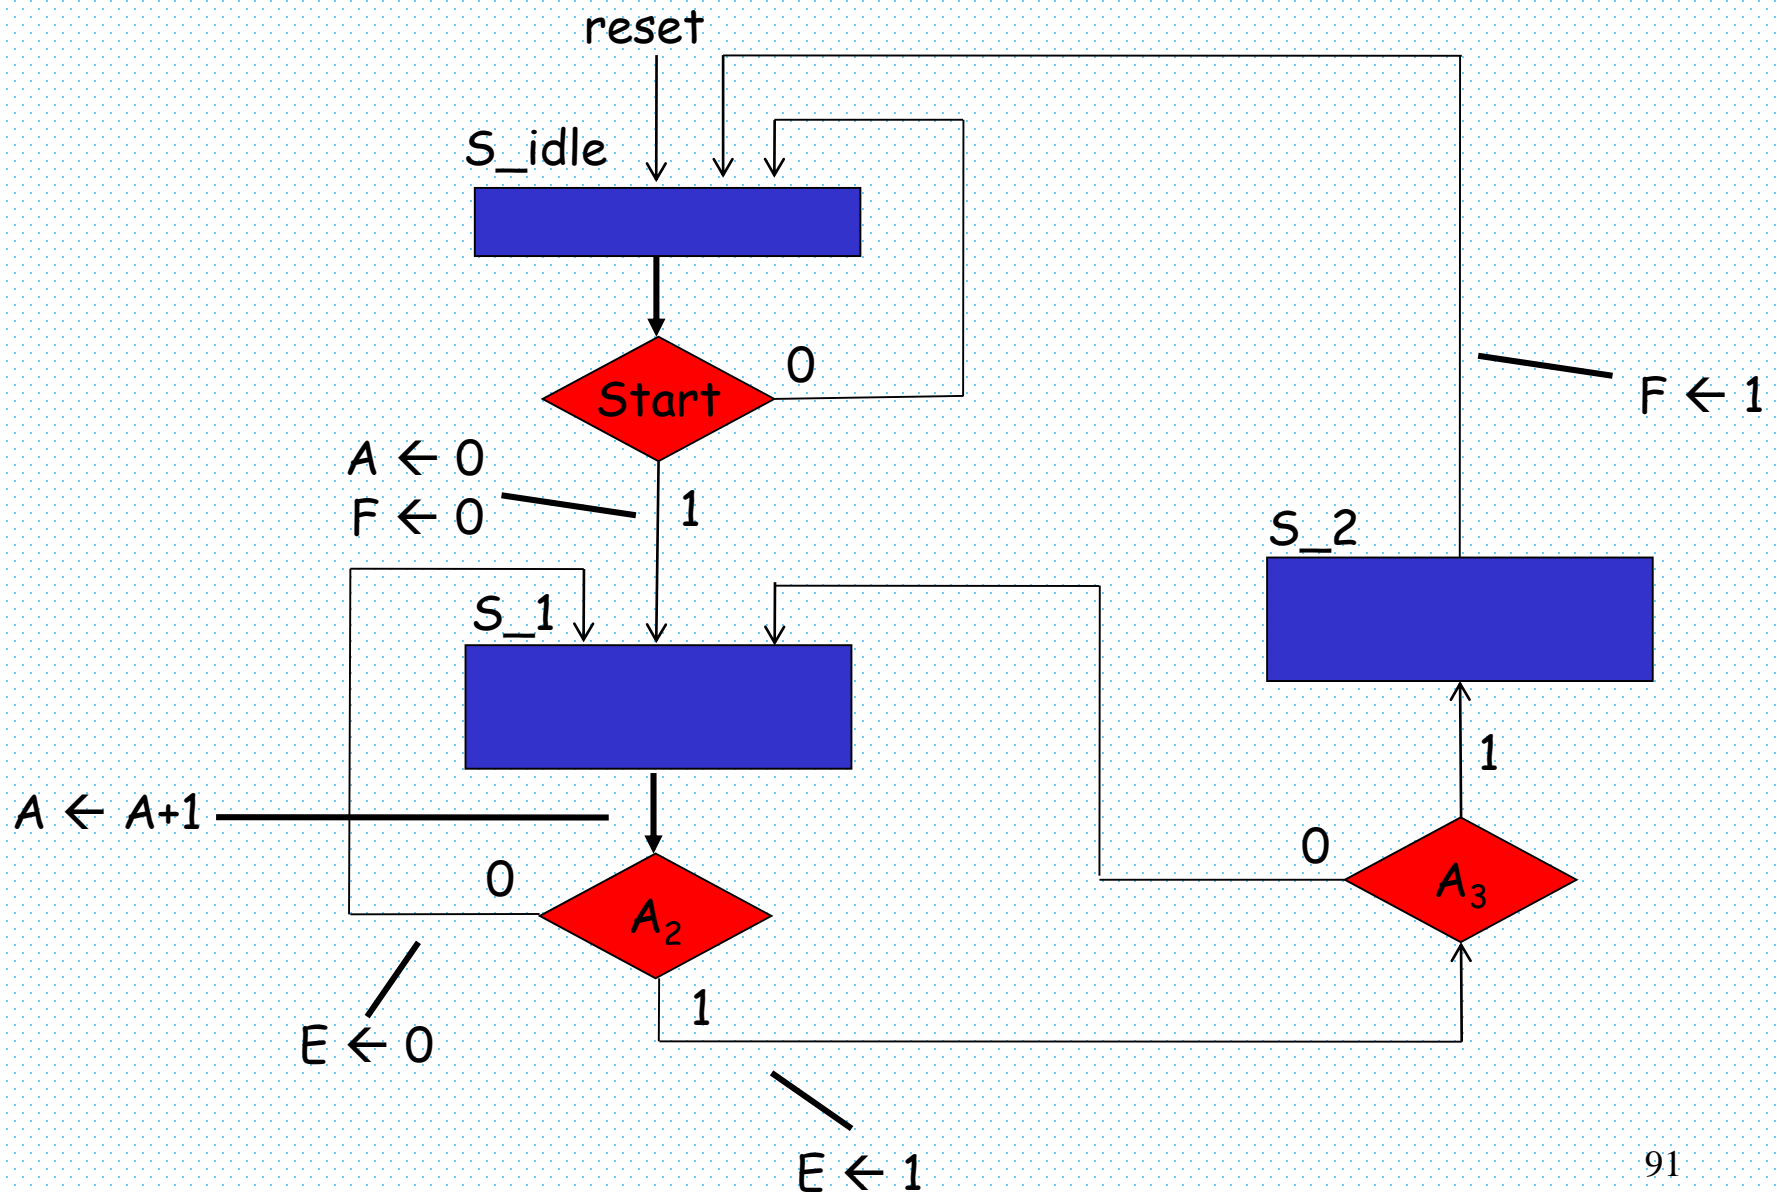 reset
S_idle
Start
0
F ← 1
A ← 0
F ← 0
1
S_2
S_1
1
A ← A+1
0
0
A₃
A₂
1
E ← 0
E ← 1
91